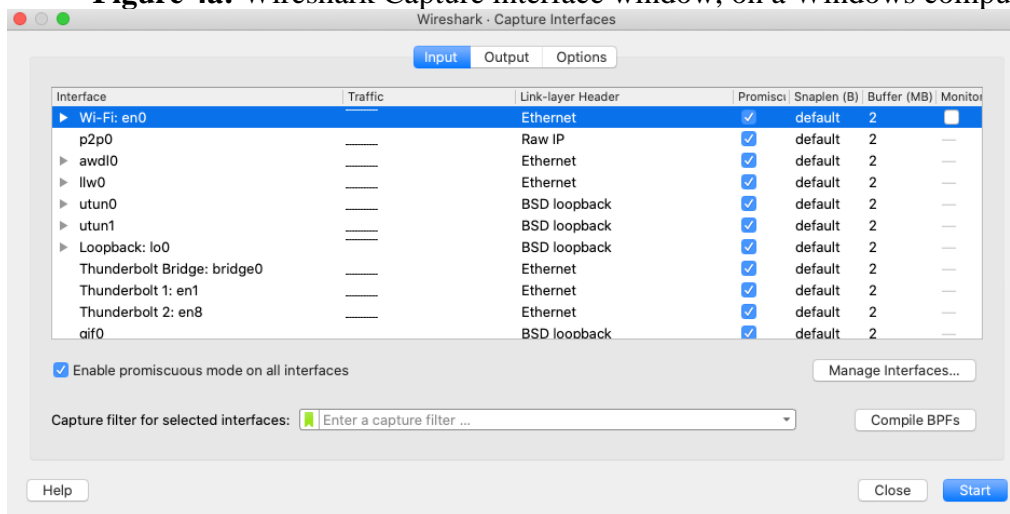 Figure 4a: Wireshark Capture interface window, on a Windows compu
Wireshark · Capture Interfaces
Input Output Options
Interface Traffic Link-layer Header Promisc Snaplen (B) Buffer (MB) Monitor
Wi-Fi: en0 Ethernet default 2
p2p0 Raw IP default 2 —
awdl0 Ethernet default 2 —
llw0 Ethernet default 2 —
utun0 BSD loopback default 2 —
utun1 BSD loopback default 2 —
Loopback: lo0 BSD loopback default 2 —
Thunderbolt Bridge: bridge0 Ethernet default 2 —
Thunderbolt 1: en1 Ethernet default 2 —
Thunderbolt 2: en8 Ethernet default 2 —
gif0 BSD loopback default 2 —
Enable promiscuous mode on all interfaces Manage Interfaces...
Capture filter for selected interfaces: Enter a capture filter ... Compile BPFs
Help Close Start